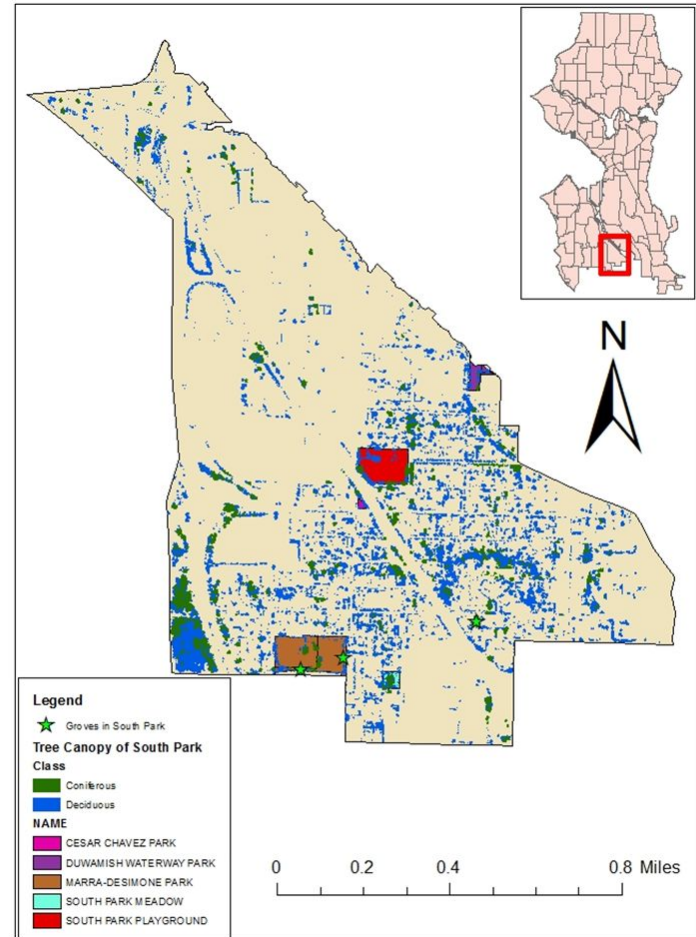 N
Legend
Groves in South Park
Tree Canopy of South Park
Class
Coniferous
Deciduous
NAME
CESAR CHAVEZ PARK
DUWAMISH WATERWAY PARK
MARRA-DESIMONE PARK
SOUTH PARK MEADOW
SOUTH PARK PLAYGROUND
0 0.2 0.4 0.8 Miles